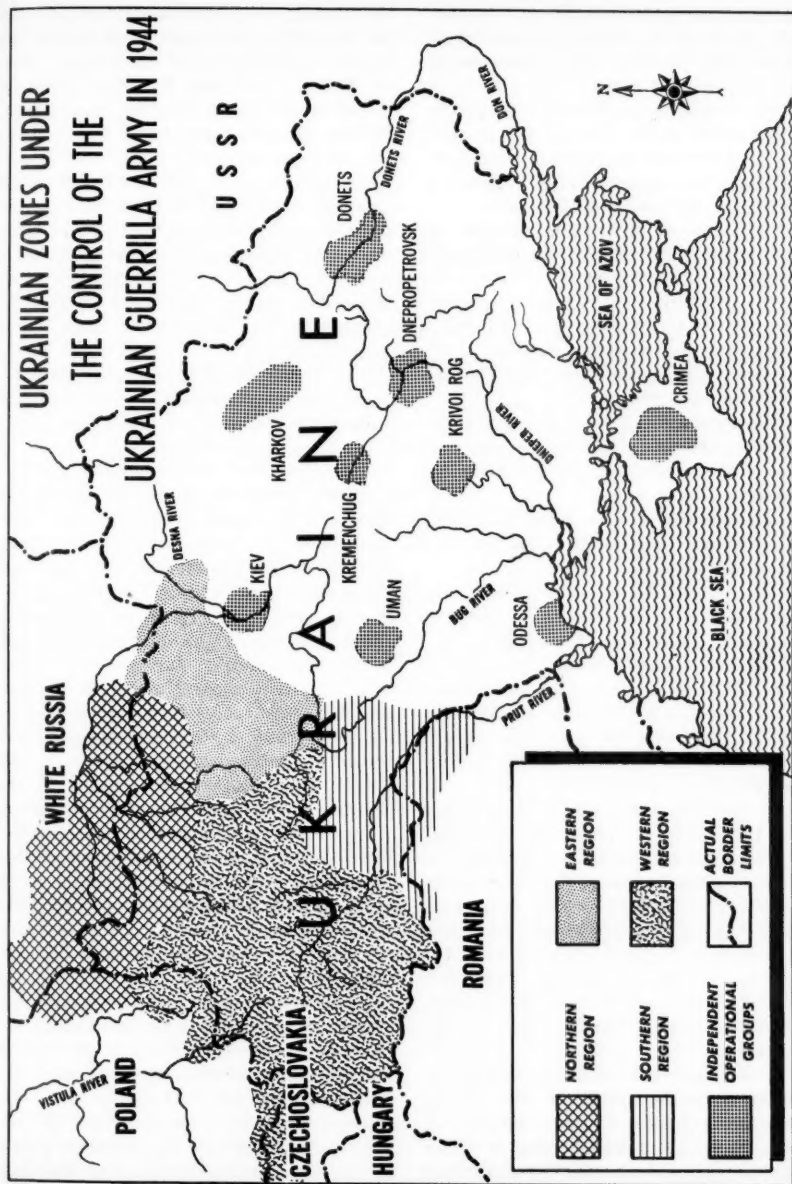 UKRAINIAN ZONES UNDER
THE CONTROL OF THE
UKRAINIAN GUERRILLA ARMY IN 1944
USSR
WHITE RUSSIA
POLAND
VISTULA RIVER
DESNA RIVER
KIEV
KHARKOV
DONETS
DONETS RIVER
DON RIVER
UKRAINE
KREMENCHUG
DNEPROPETROVSK
UMAN
KRIVOI ROG
DNIEPER RIVER
BUG RIVER
CZECHOSLOVAKIA
HUNGARY
ROMANIA
PRUT RIVER
ODESSA
SEA OF AZOV
CRIMEA
BLACK SEA
N
NORTHERN
REGION
EASTERN
REGION
SOUTHERN
REGION
WESTERN
REGION
INDEPENDENT
OPERATIONAL
GROUPS
ACTUAL
BORDER
LIMITS